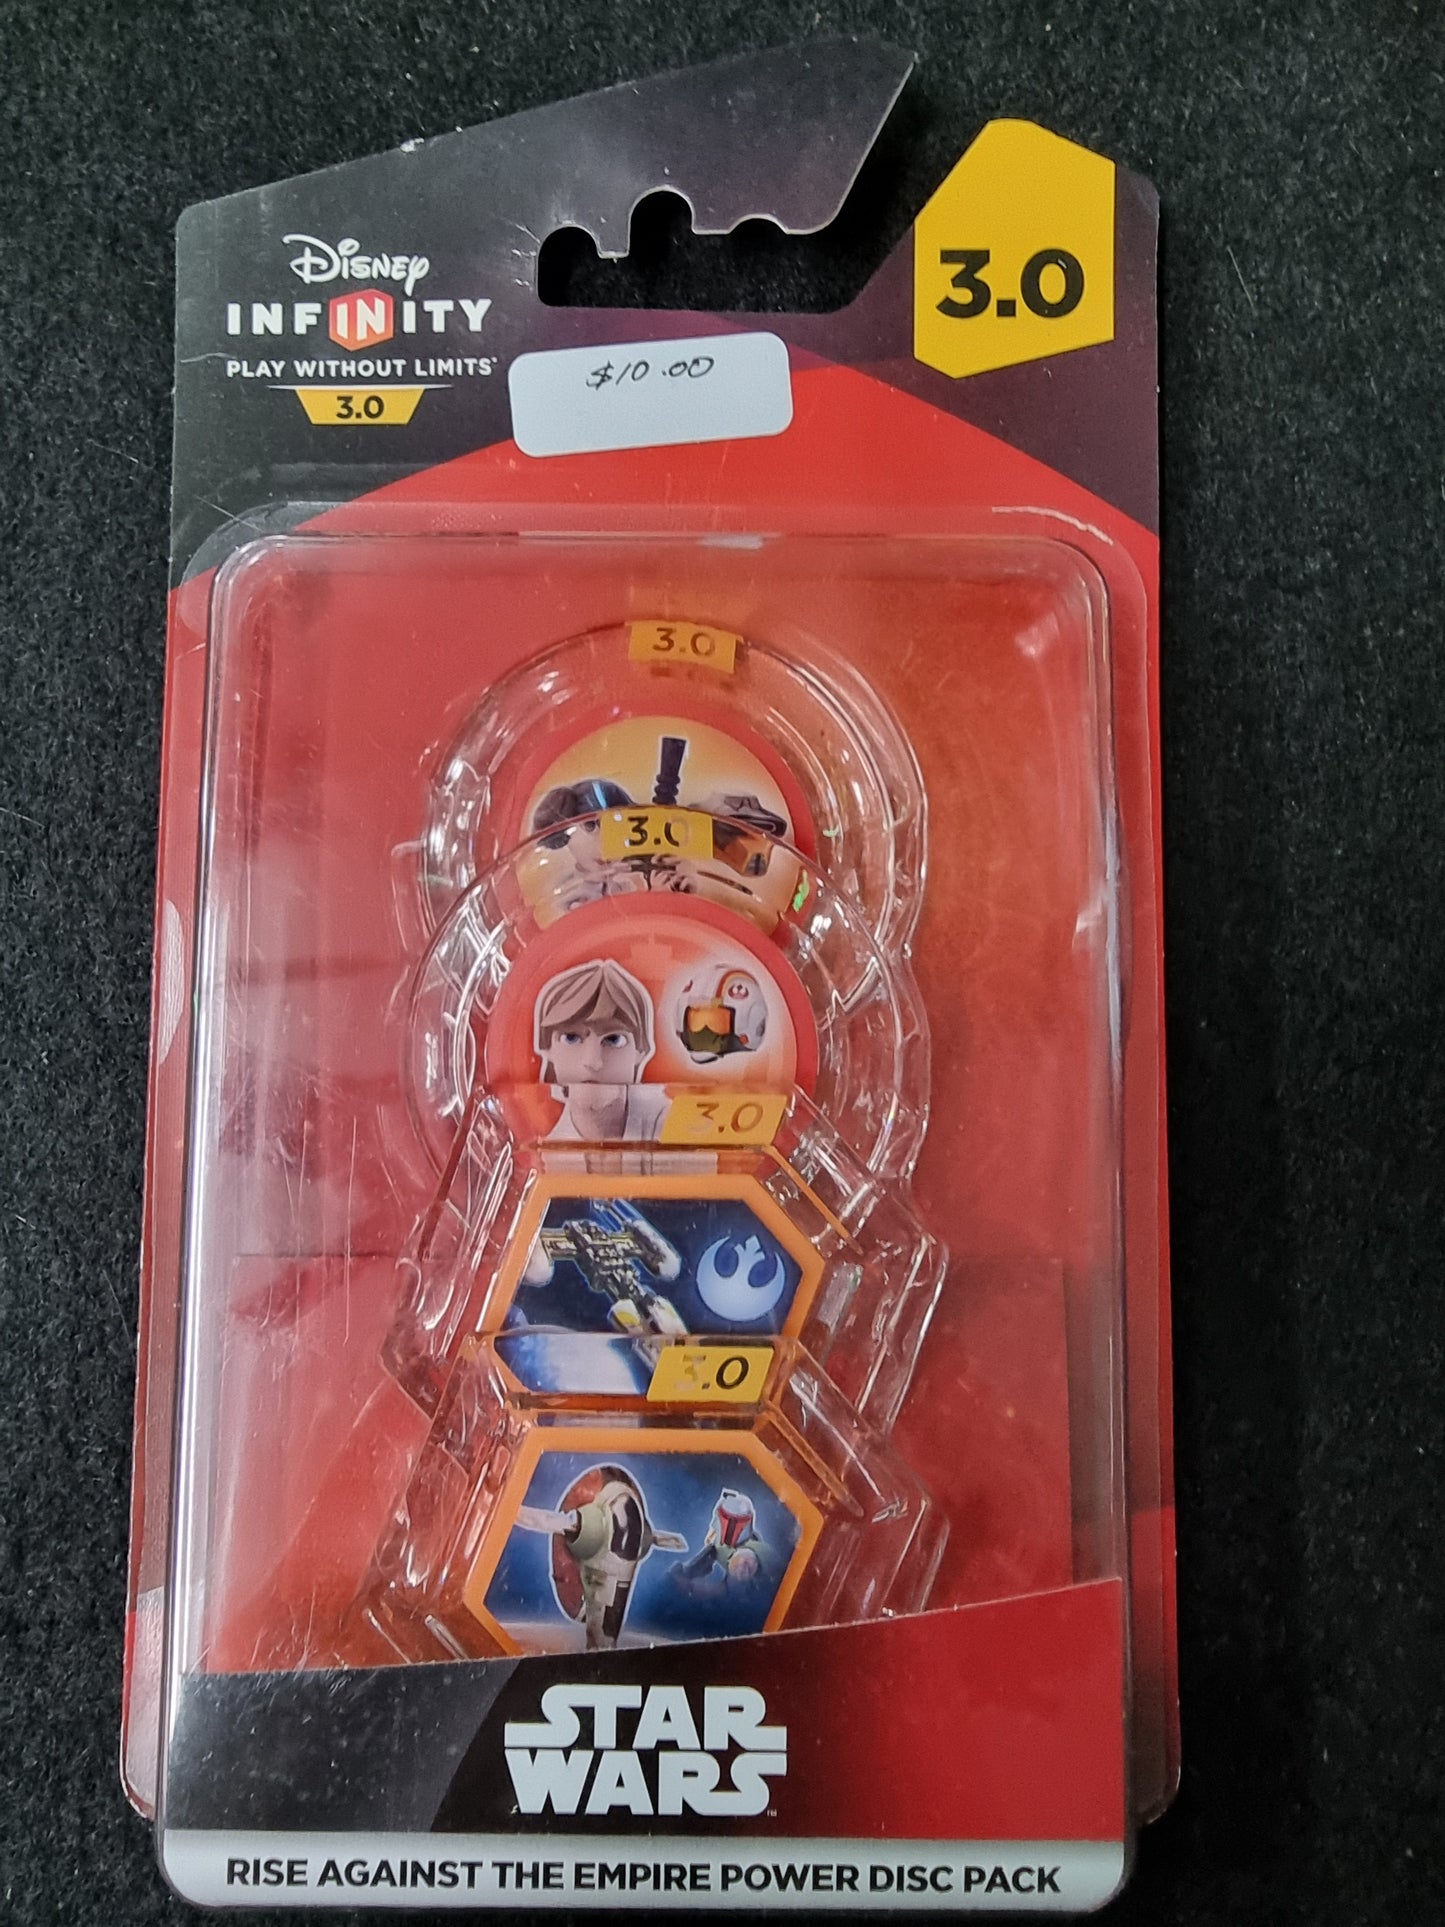 Disney
INFINITY
PLAY WITHOUT LIMITS
3.0
3.0
$10.00
3.0
3.0
3.0
3.0
STAR
WARS
RISE AGAINST THE EMPIRE POWER DISC PACK